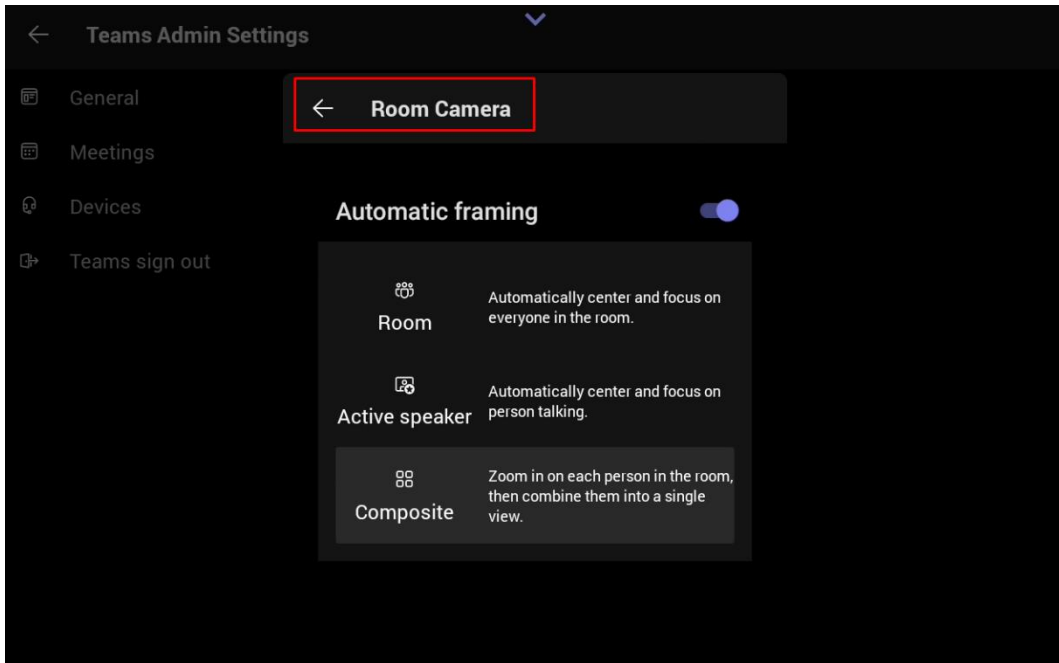 Teams Admin Settings
General
Meetings
Devices
Teams sign out
Room Camera
Automatic framing
Room
Automatically center and focus on
everyone in the room.
Active speaker
Automatically center and focus on
person talking.
Composite
Zoom in on each person in the room,
then combine them into a single
view.